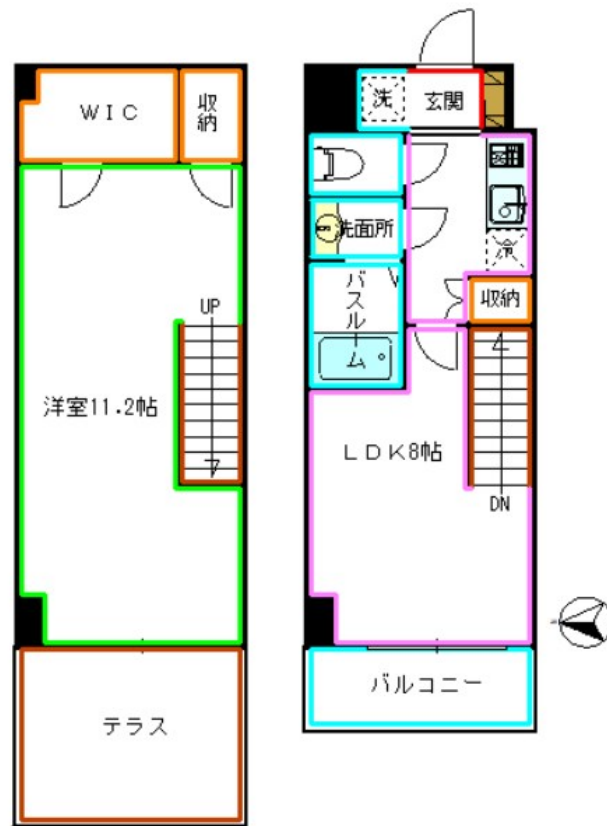 WIC
収納
UP
洋室11.2帖
テラス
洗
玄関
洗面所
冷
バスルーム
収納
LDK8帖
DN
バルコニー